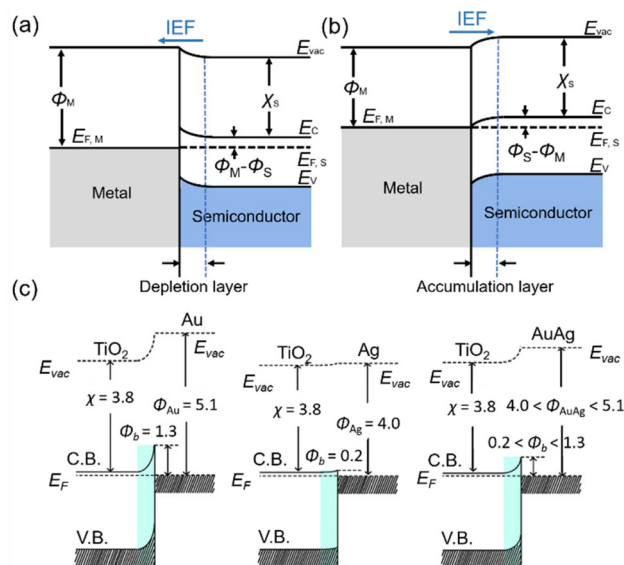 (a)
IEF
E_vac
Φ_M
χ_S
E_F, M
E_C
Φ_M-Φ_S
E_F, S
E_V
Metal
Semiconductor
Depletion layer
(b)
IEF
E_vac
Φ_M
χ_S
E_F, M
E_C
E_F, S
Φ_S-Φ_M
E_V
Metal
Semiconductor
Accumulation layer
(c)
Au
TiO₂
E_vac
E_vac
χ = 3.8
Φ_Au = 5.1
Φ_b = 1.3
C.B.
E_F
V.B.
TiO₂
Ag
E_vac
E_vac
χ = 3.8
Φ_Ag = 4.0
Φ_b = 0.2
C.B.
E_F
V.B.
AuAg
TiO₂
E_vac
E_vac
χ = 3.8
4.0 < Φ_AuAg < 5.1
0.2 < Φ_b < 1.3
C.B.
E_F
V.B.